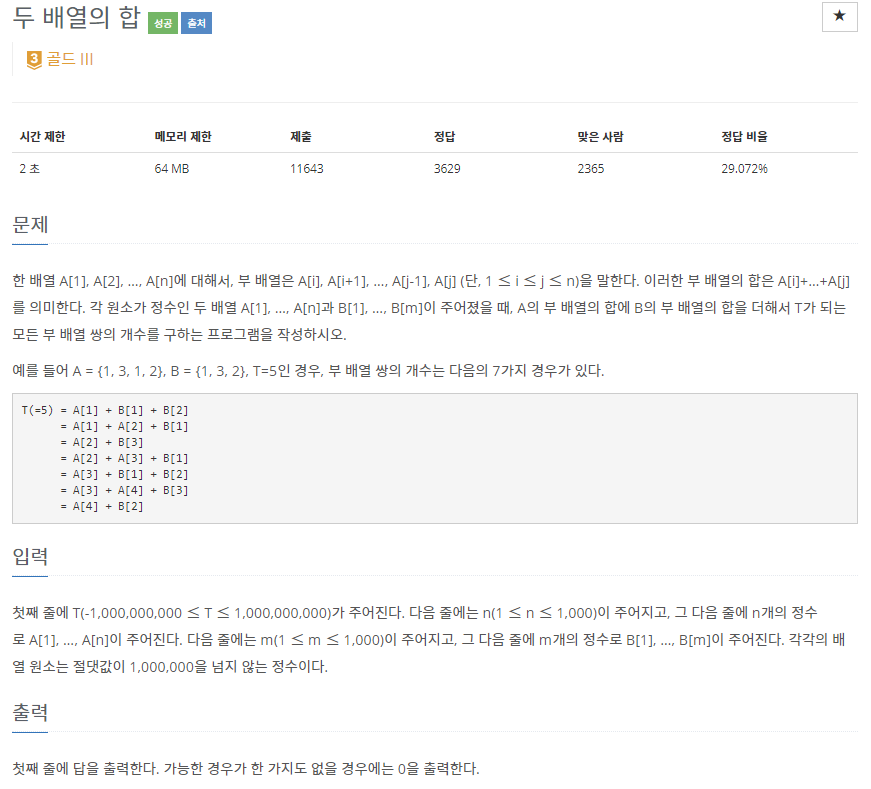 두 배열의 합 성공 출처
★
3 골드 III
시간 제한 메모리 제한 제출 정답 맞은 사람 정답 비율
2 초 64 MB 11643 3629 2365 29.072%
문제
한 배열 A[1], A[2], …, A[n]에 대해서, 부 배열은 A[i], A[i+1], …, A[j-1], A[j] (단, 1 ≤ i ≤ j ≤ n)을 말한다. 이러한 부 배열의 합은 A[i]+…+A[j]
를 의미한다. 각 원소가 정수인 두 배열 A[1], …, A[n]과 B[1], …, B[m]이 주어졌을 때, A의 부 배열의 합에 B의 부 배열의 합을 더해서 T가 되는
모든 부 배열 쌍의 개수를 구하는 프로그램을 작성하시오.
예를 들어 A = {1, 3, 1, 2}, B = {1, 3, 2}, T=5인 경우, 부 배열 쌍의 개수는 다음의 7가지 경우가 있다.
T(=5) = A[1] + B[1] + B[2]
= A[1] + A[2] + B[1]
= A[2] + B[3]
= A[2] + A[3] + B[1]
= A[3] + B[1] + B[2]
= A[3] + A[4] + B[3]
= A[4] + B[2]
입력
첫째 줄에 T(-1,000,000,000 ≤ T ≤ 1,000,000,000)가 주어진다. 다음 줄에는 n(1 ≤ n ≤ 1,000)이 주어지고, 그 다음 줄에 n개의 정수
로 A[1], …, A[n]이 주어진다. 다음 줄에는 m(1 ≤ m ≤ 1,000)이 주어지고, 그 다음 줄에 m개의 정수로 B[1], …, B[m]이 주어진다. 각각의 배
열 원소는 절댓값이 1,000,000을 넘지 않는 정수이다.
출력
첫째 줄에 답을 출력한다. 가능한 경우가 한 가지도 없을 경우에는 0을 출력한다.